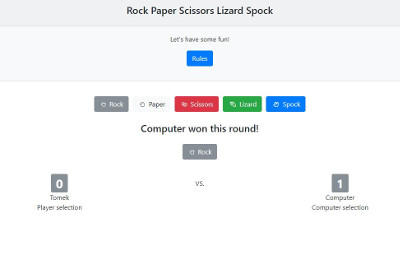 Rock Paper Scissors Lizard Spock
Let's have some fun!
Rules
Rock Paper Scissors Lizard Spock
Computer won this round!
Rock
0 vs. 1
Tomek Computer
Player selection Computer selection